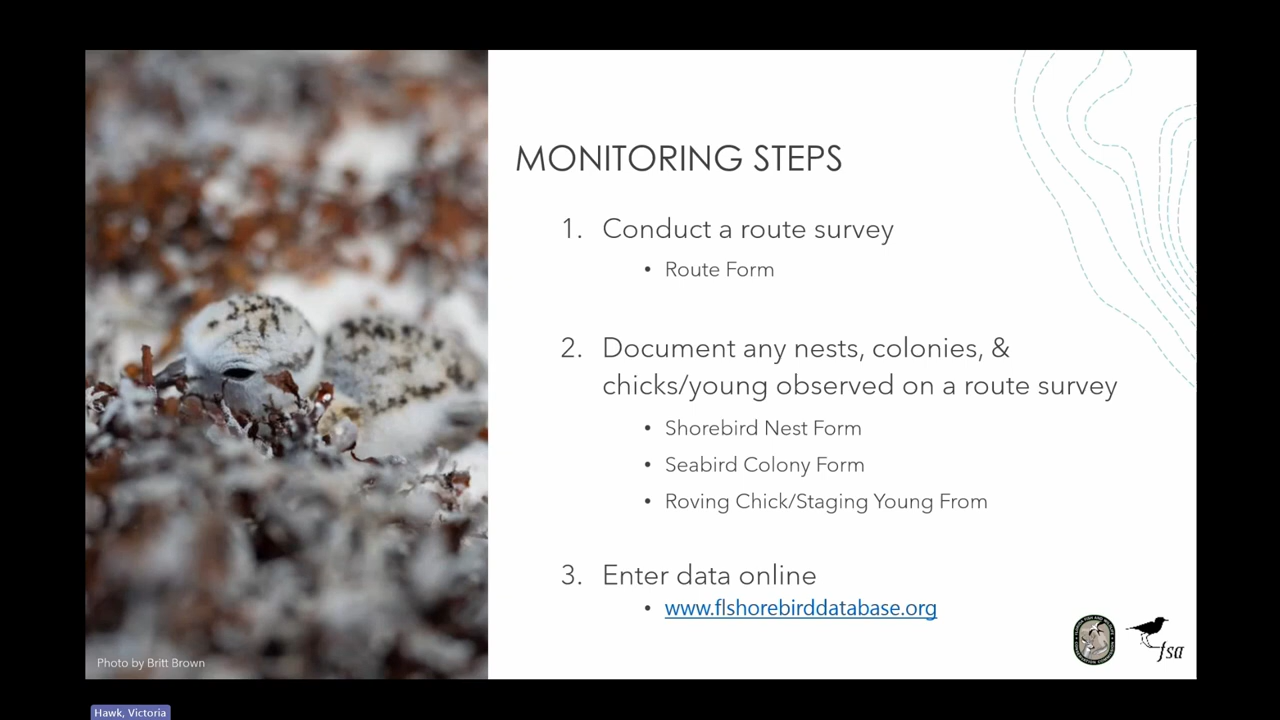 MONITORING STEPS
1. Conduct a route survey
• Route Form
2. Document any nests, colonies, &
chicks/young observed on a route survey
• Shorebird Nest Form
• Seabird Colony Form
• Roving Chick/Staging Young From
3. Enter data online
• www.flshorebirddatabase.org
fsa
Photo by Britt Brown
Hawk, Victoria